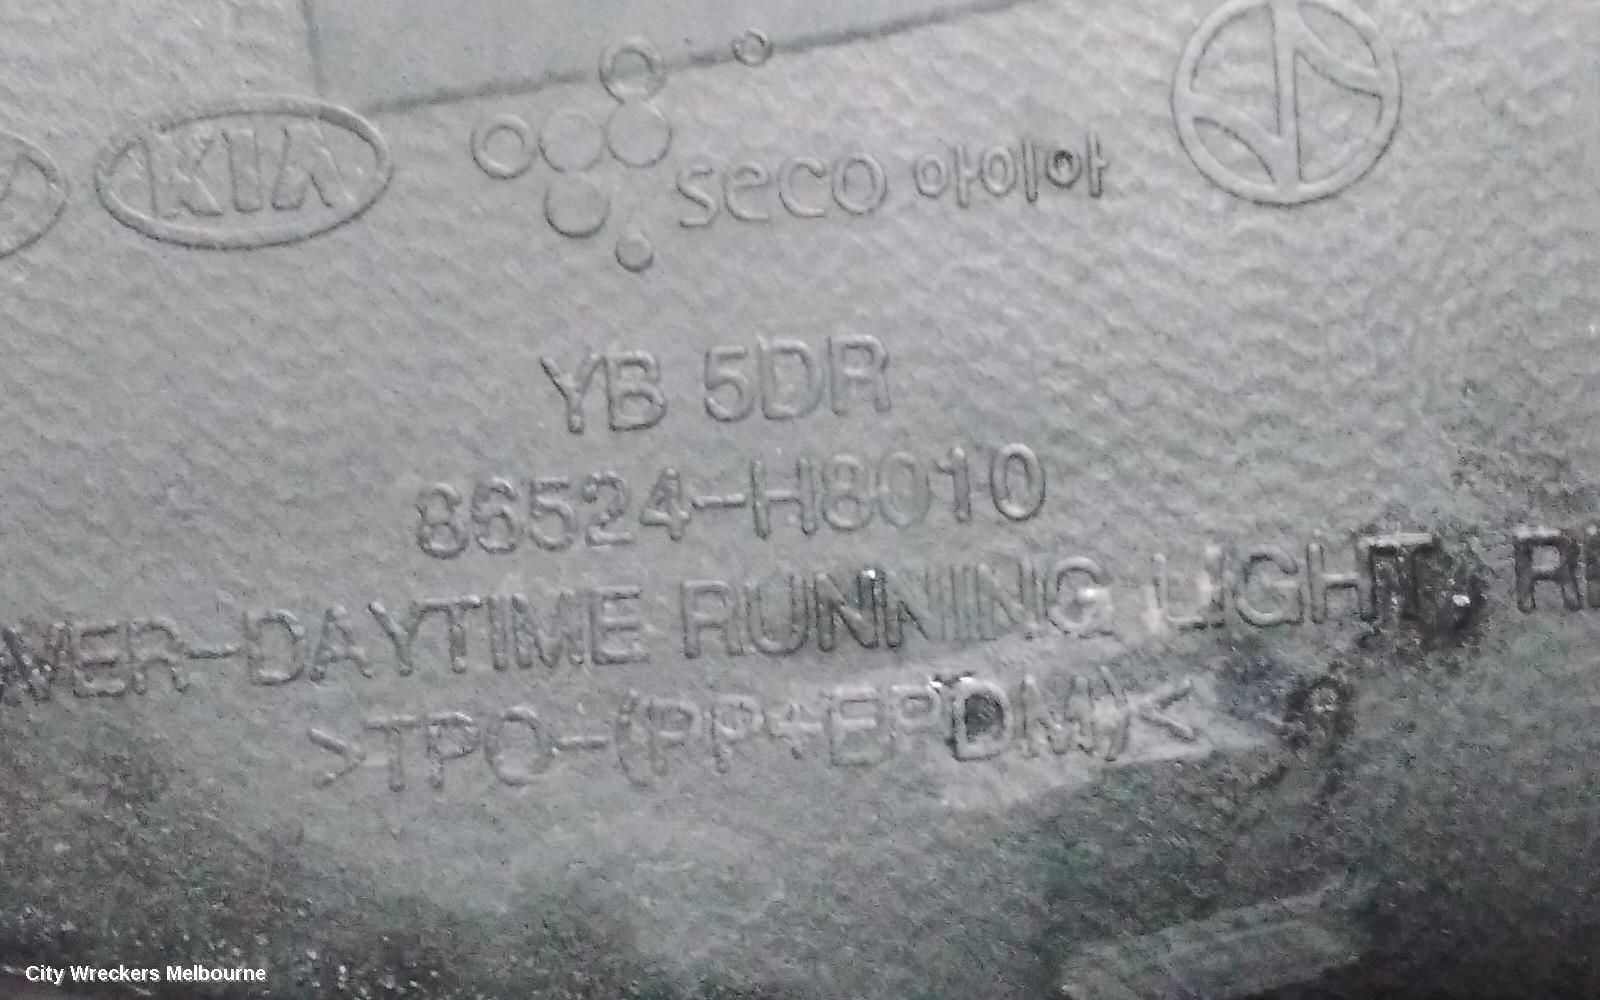 KIA
seco 아이아
YB 5DR
86524-H8010
VER-DAYTIME RUNNING LIGHT, R
>TPO-(PP+EPDM)<
City Wreckers Melbourne